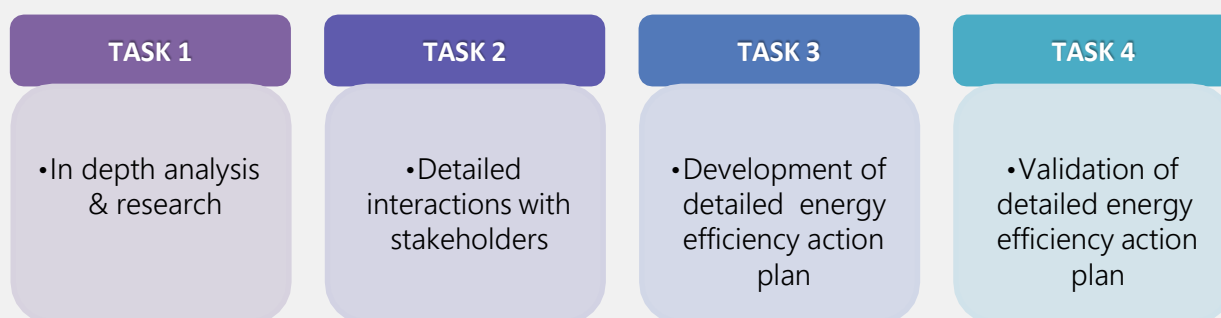 TASK 1
•In depth analysis
& research
TASK 2
•Detailed
interactions with
stakeholders
TASK 3
•Development of
detailed energy
efficiency action
plan
TASK 4
•Validation of
detailed energy
efficiency action
plan